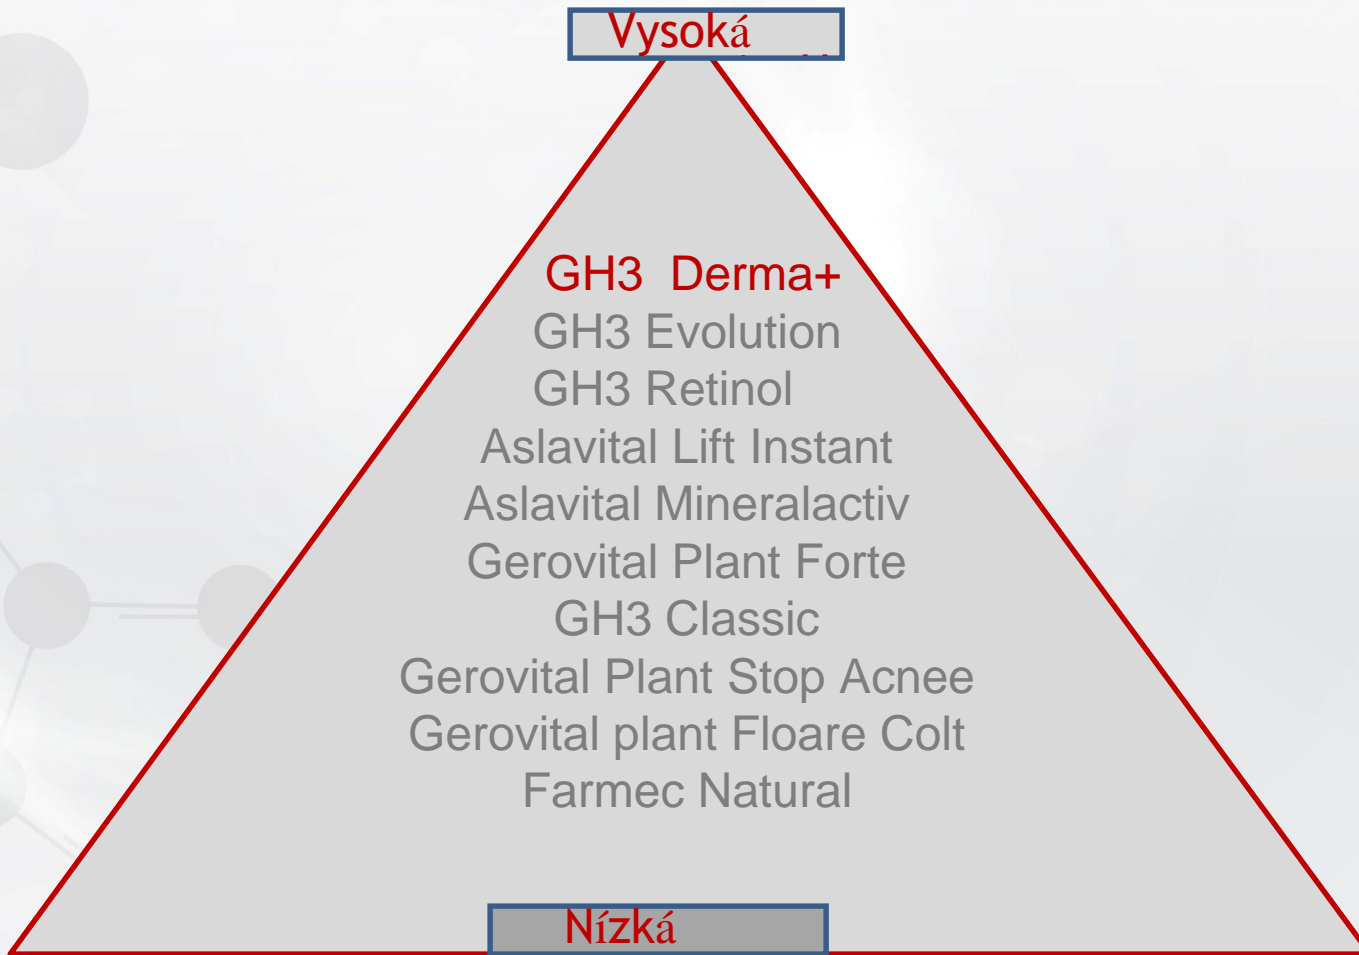 Vysoká
GH3 Derma+
GH3 Evolution
GH3 Retinol
Aslavital Lift Instant
Aslavital Mineralactiv
Gerovital Plant Forte
GH3 Classic
Gerovital Plant Stop Acnee
Gerovital plant Floare Colt
Farmec Natural
Nízká